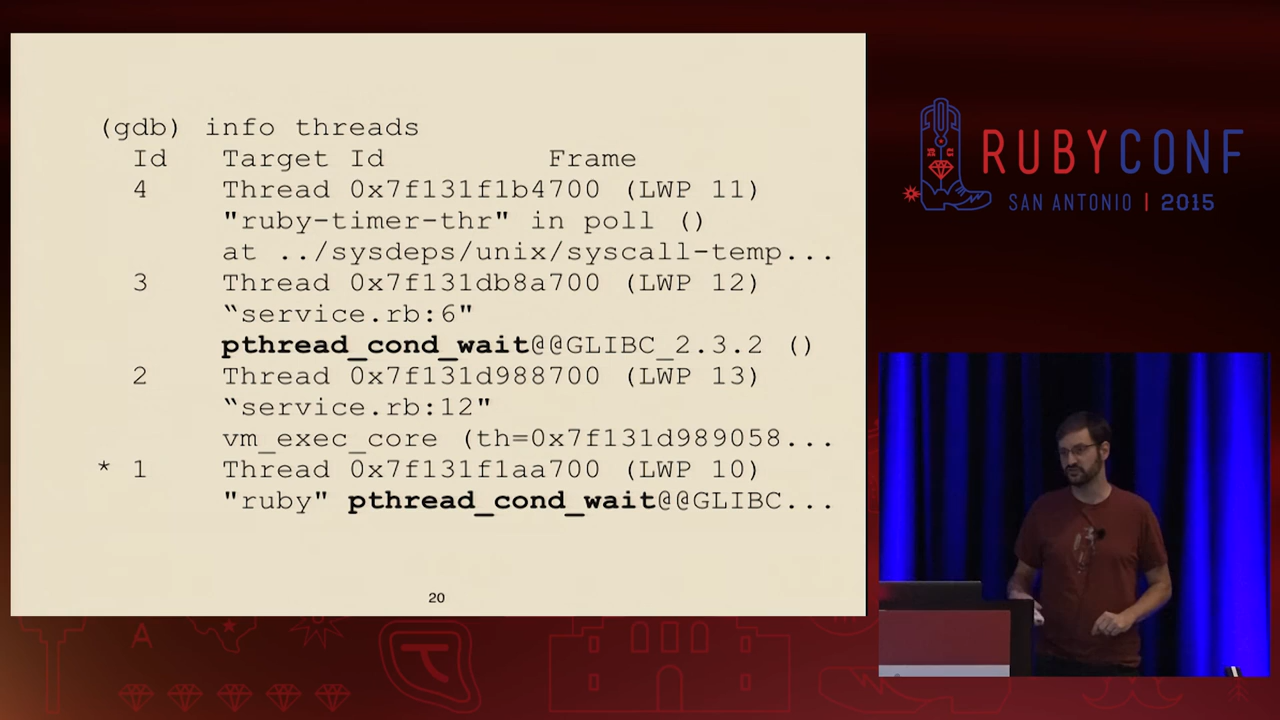 (gdb) info threads
Id Target Id Frame
4 Thread 0x7f131f1b4700 (LWP 11)
"ruby-timer-thr" in poll ()
at ../sysdeps/unix/syscall-temp...
3 Thread 0x7f131db8a700 (LWP 12)
“service.rb:6"
pthread_cond_wait@@GLIBC_2.3.2 ()
2 Thread 0x7f131d988700 (LWP 13)
“service.rb:12"
vm_exec_core (th=0x7f131d989058...
* 1 Thread 0x7f131f1aa700 (LWP 10)
"ruby" pthread_cond_wait@@GLIBC...
20
RUBYCONF
SAN ANTONIO | 2015